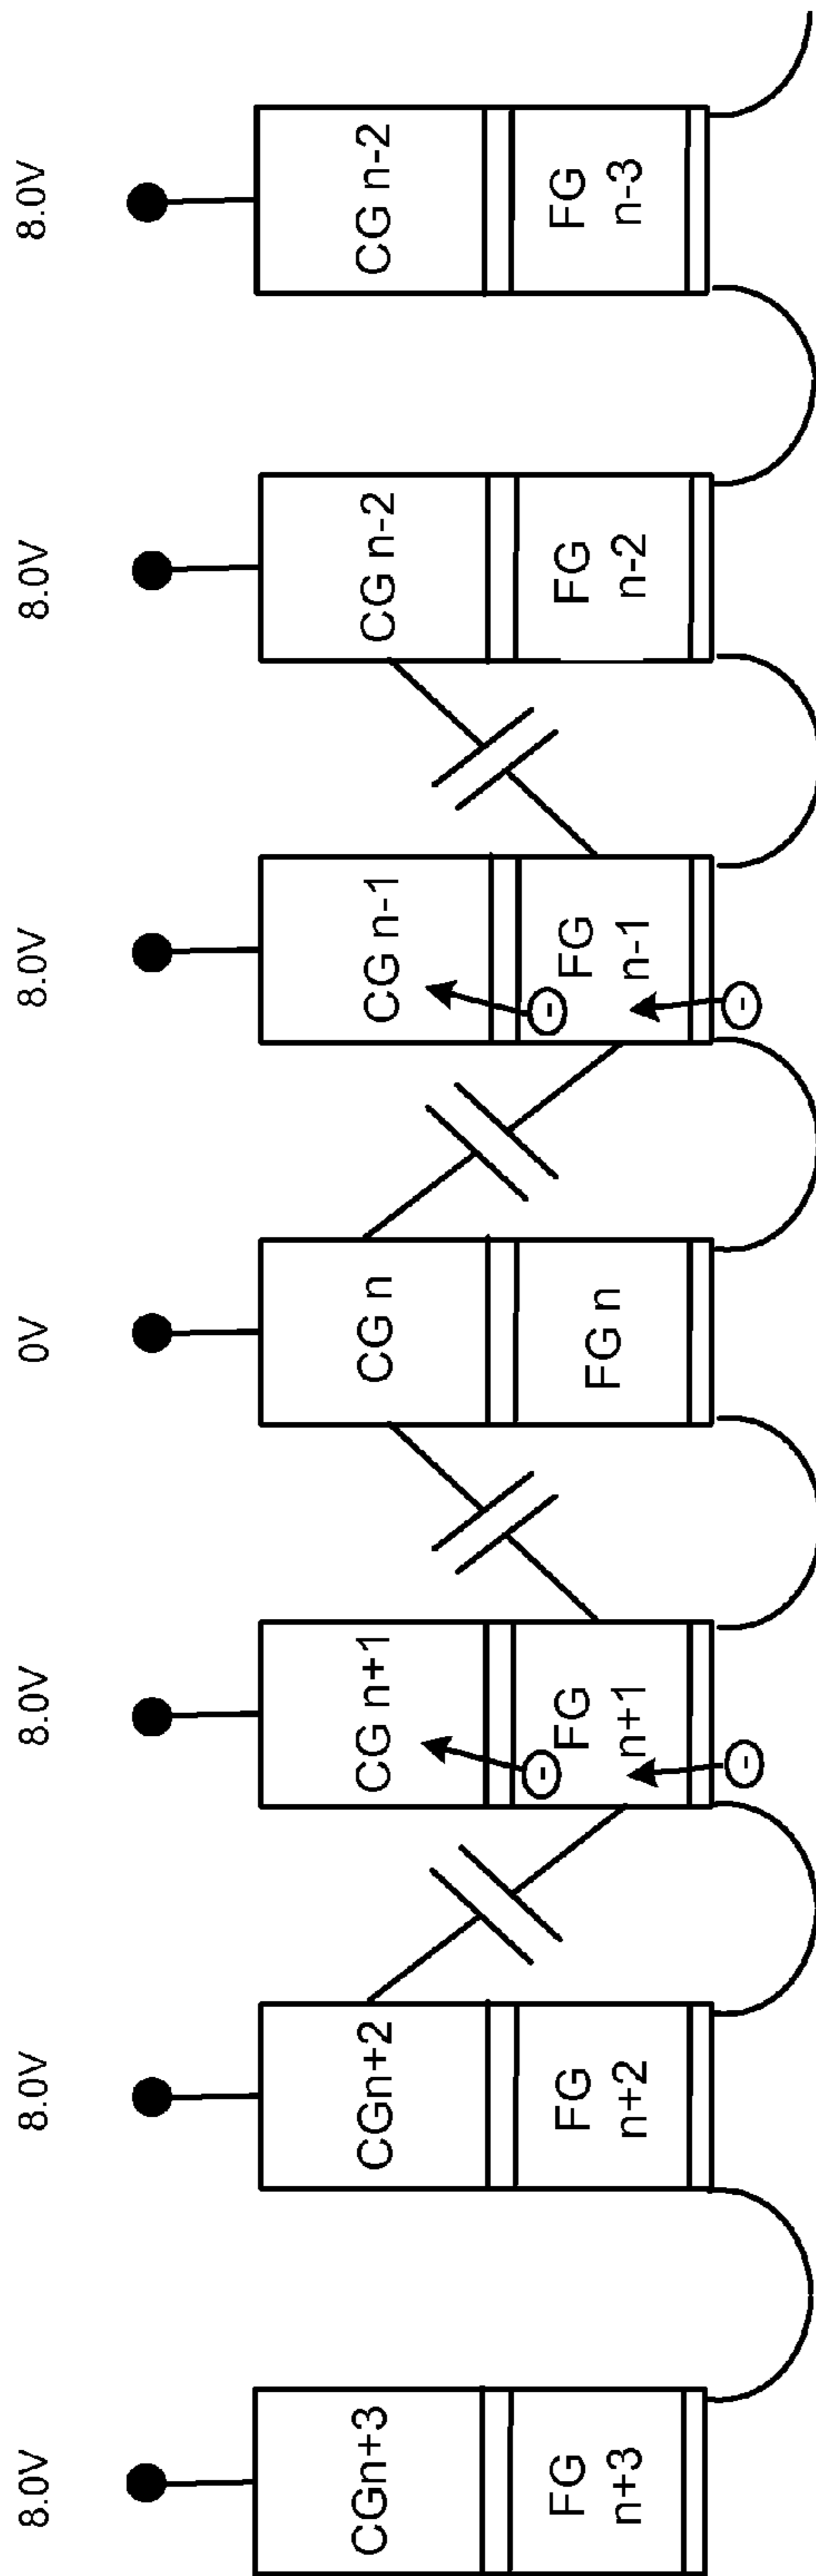 8.0V
8.0V
8.0V
0V
8.0V
8.0V
8.0V
CGn+3
CGn+2
CG n+1
CG n
CG n-1
CG n-2
CG n-2
FG
n+3
FG
n+2
FG
n+1
FG n
FG
n-1
FG
n-2
FG
n-3
-
-
-
-